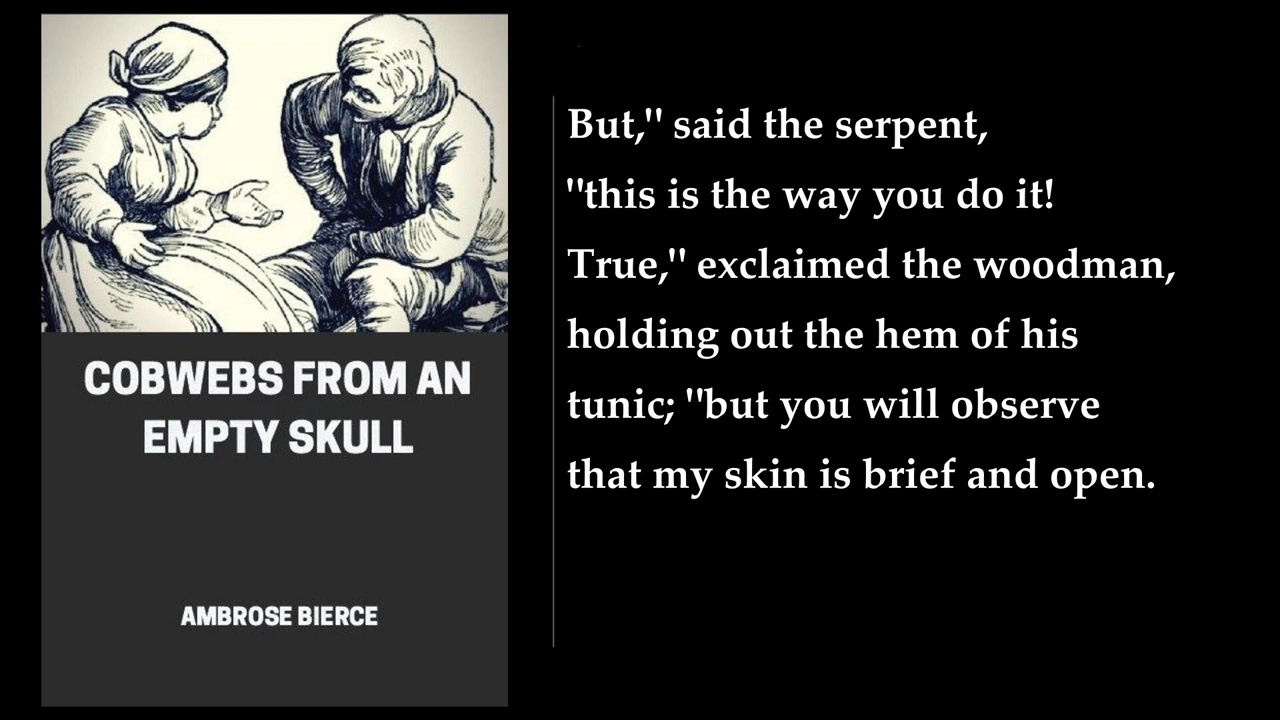 COBWEBS FROM AN
EMPTY SKULL
AMBROSE BIERCE
But," said the serpent,
"this is the way you do it!
True," exclaimed the woodman,
holding out the hem of his
tunic; "but you will observe
that my skin is brief and open.